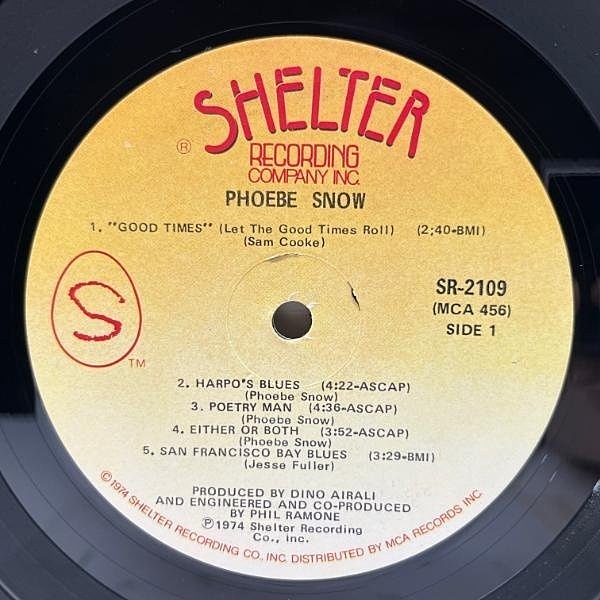 SHELTER
®
RECORDING
COMPANY INC.
PHOEBE SNOW
1. "GOOD TIMES" (Let The Good Times Roll) (2;40-BMI)
(Sam Cooke)
S
TM
SR-2109
(MCA 456)
SIDE 1
2. HARPO'S BLUES (4:22-ASCAP)
(Phoebe Snow)
3. POETRY MAN (4:36-ASCAP)
(Phoebe Snow)
4. EITHER OR BOTH (3:52-ASCAP)
(Phoebe Snow)
5. SAN FRANCISCO BAY BLUES (3:29-BMI)
(Jesse Fuller)
PRODUCED BY DINO AIRALI
AND ENGINEERED AND CO-PRODUCED
BY PHIL RAMONE
℗1974 Shelter Recording
Co., inc.
©1974 SHELTER RECORDING CO., INC. DISTRIBUTED BY MCA RECORDS INC.